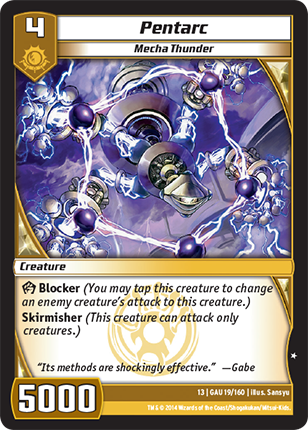 4
Pentarc
Mecha Thunder
Creature
Blocker (You may tap this creature to change
an enemy creature's attack to this creature.)
Skirmisher (This creature can attack only
creatures.)
“Its methods are shockingly effective.” —Gabe
5000
13 | GAU 19/160 | Illus. Sansyu
TM & © 2014 Wizards of the Coast/Shogakukan/Mitsui-Kids.